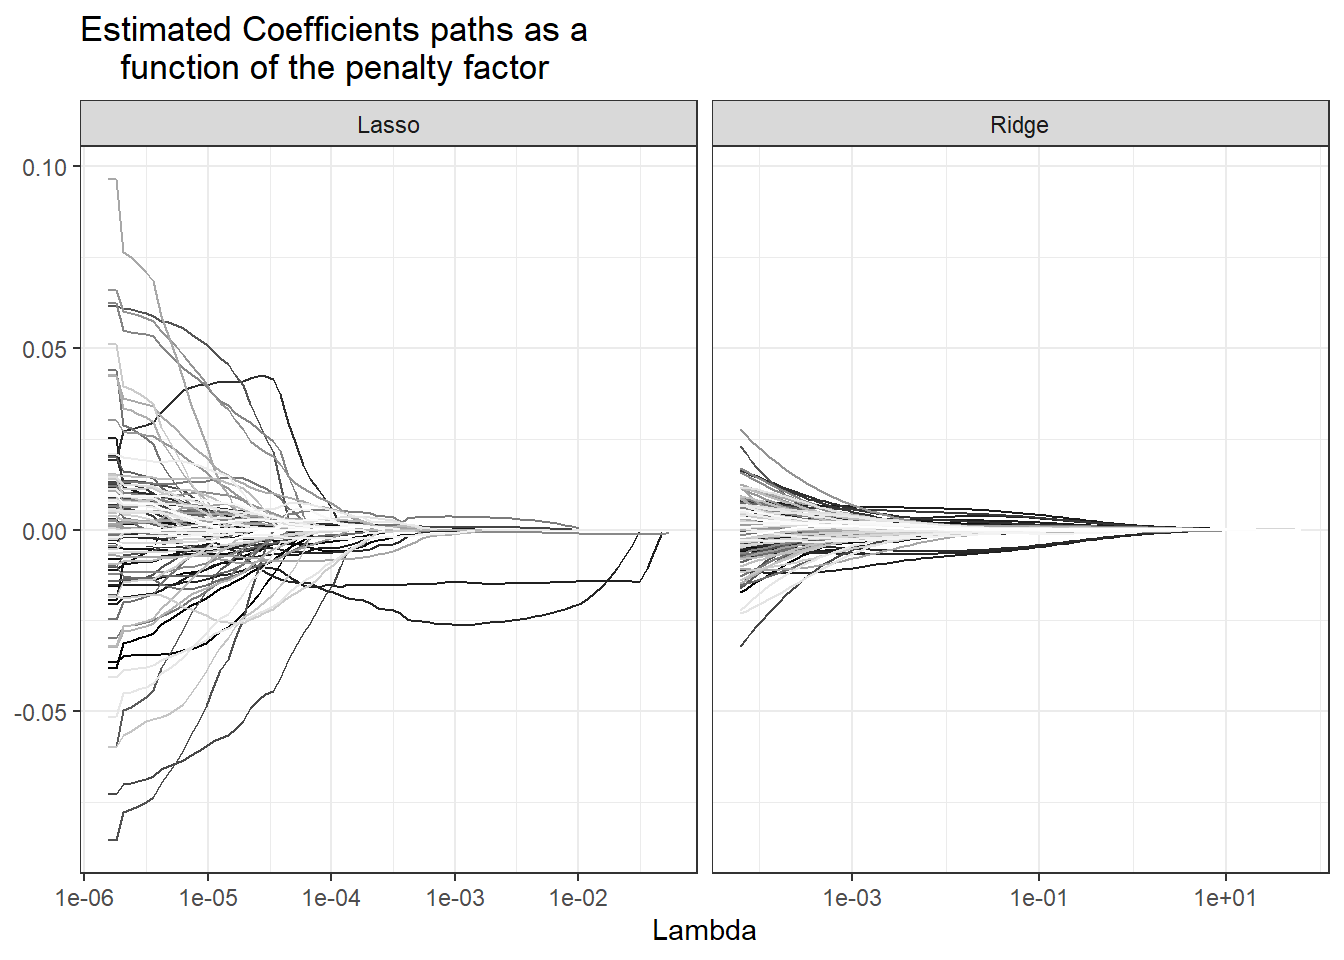 Estimated Coefficients paths as a
function of the penalty factor
Lasso
Ridge
0.10
0.05
0.00
-0.05
1e-06
1e-05
1e-04
1e-03
1e-02
1e-03
1e-01
1e+01
Lambda